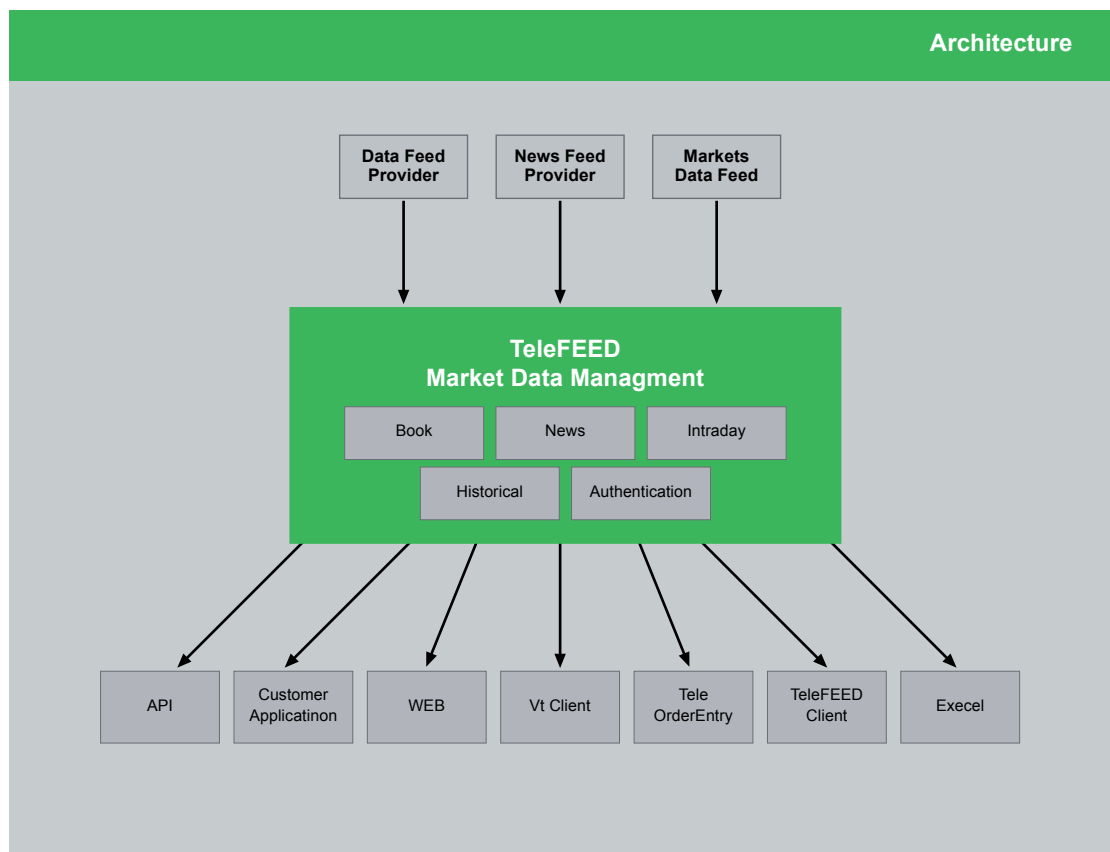 Architecture
Data Feed
Provider
News Feed
Provider
Markets
Data Feed
TeleFEED
Market Data Managment
Book
News
Intraday
Historical
Authentication
API
Customer
Applicatinon
WEB
Vt Client
Tele
OrderEntry
TeleFEED
Client
Execel